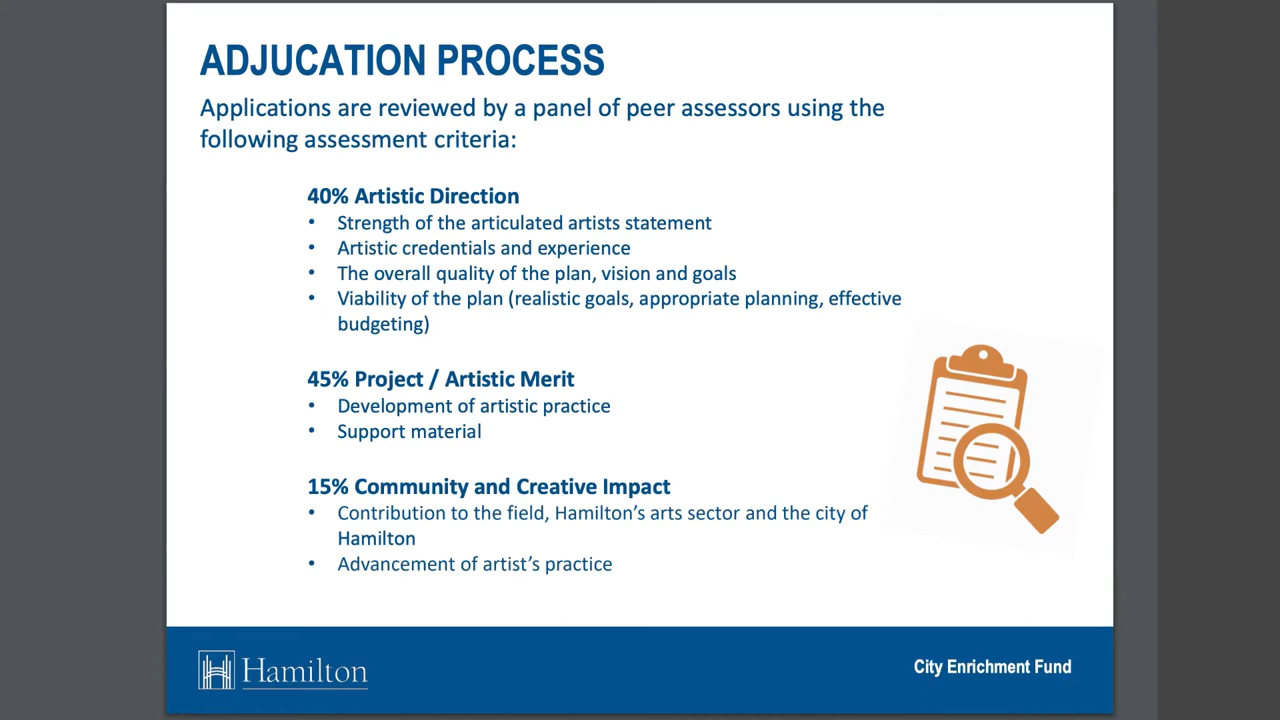 ADJUCATION PROCESS
Applications are reviewed by a panel of peer assessors using the
following assessment criteria:
40% Artistic Direction
• Strength of the articulated artists statement
• Artistic credentials and experience
• The overall quality of the plan, vision and goals
• Viability of the plan (realistic goals, appropriate planning, effective
budgeting)
45% Project / Artistic Merit
• Development of artistic practice
• Support material
15% Community and Creative Impact
• Contribution to the field, Hamilton’s arts sector and the city of
Hamilton
• Advancement of artist’s practice
Hamilton
City Enrichment Fund